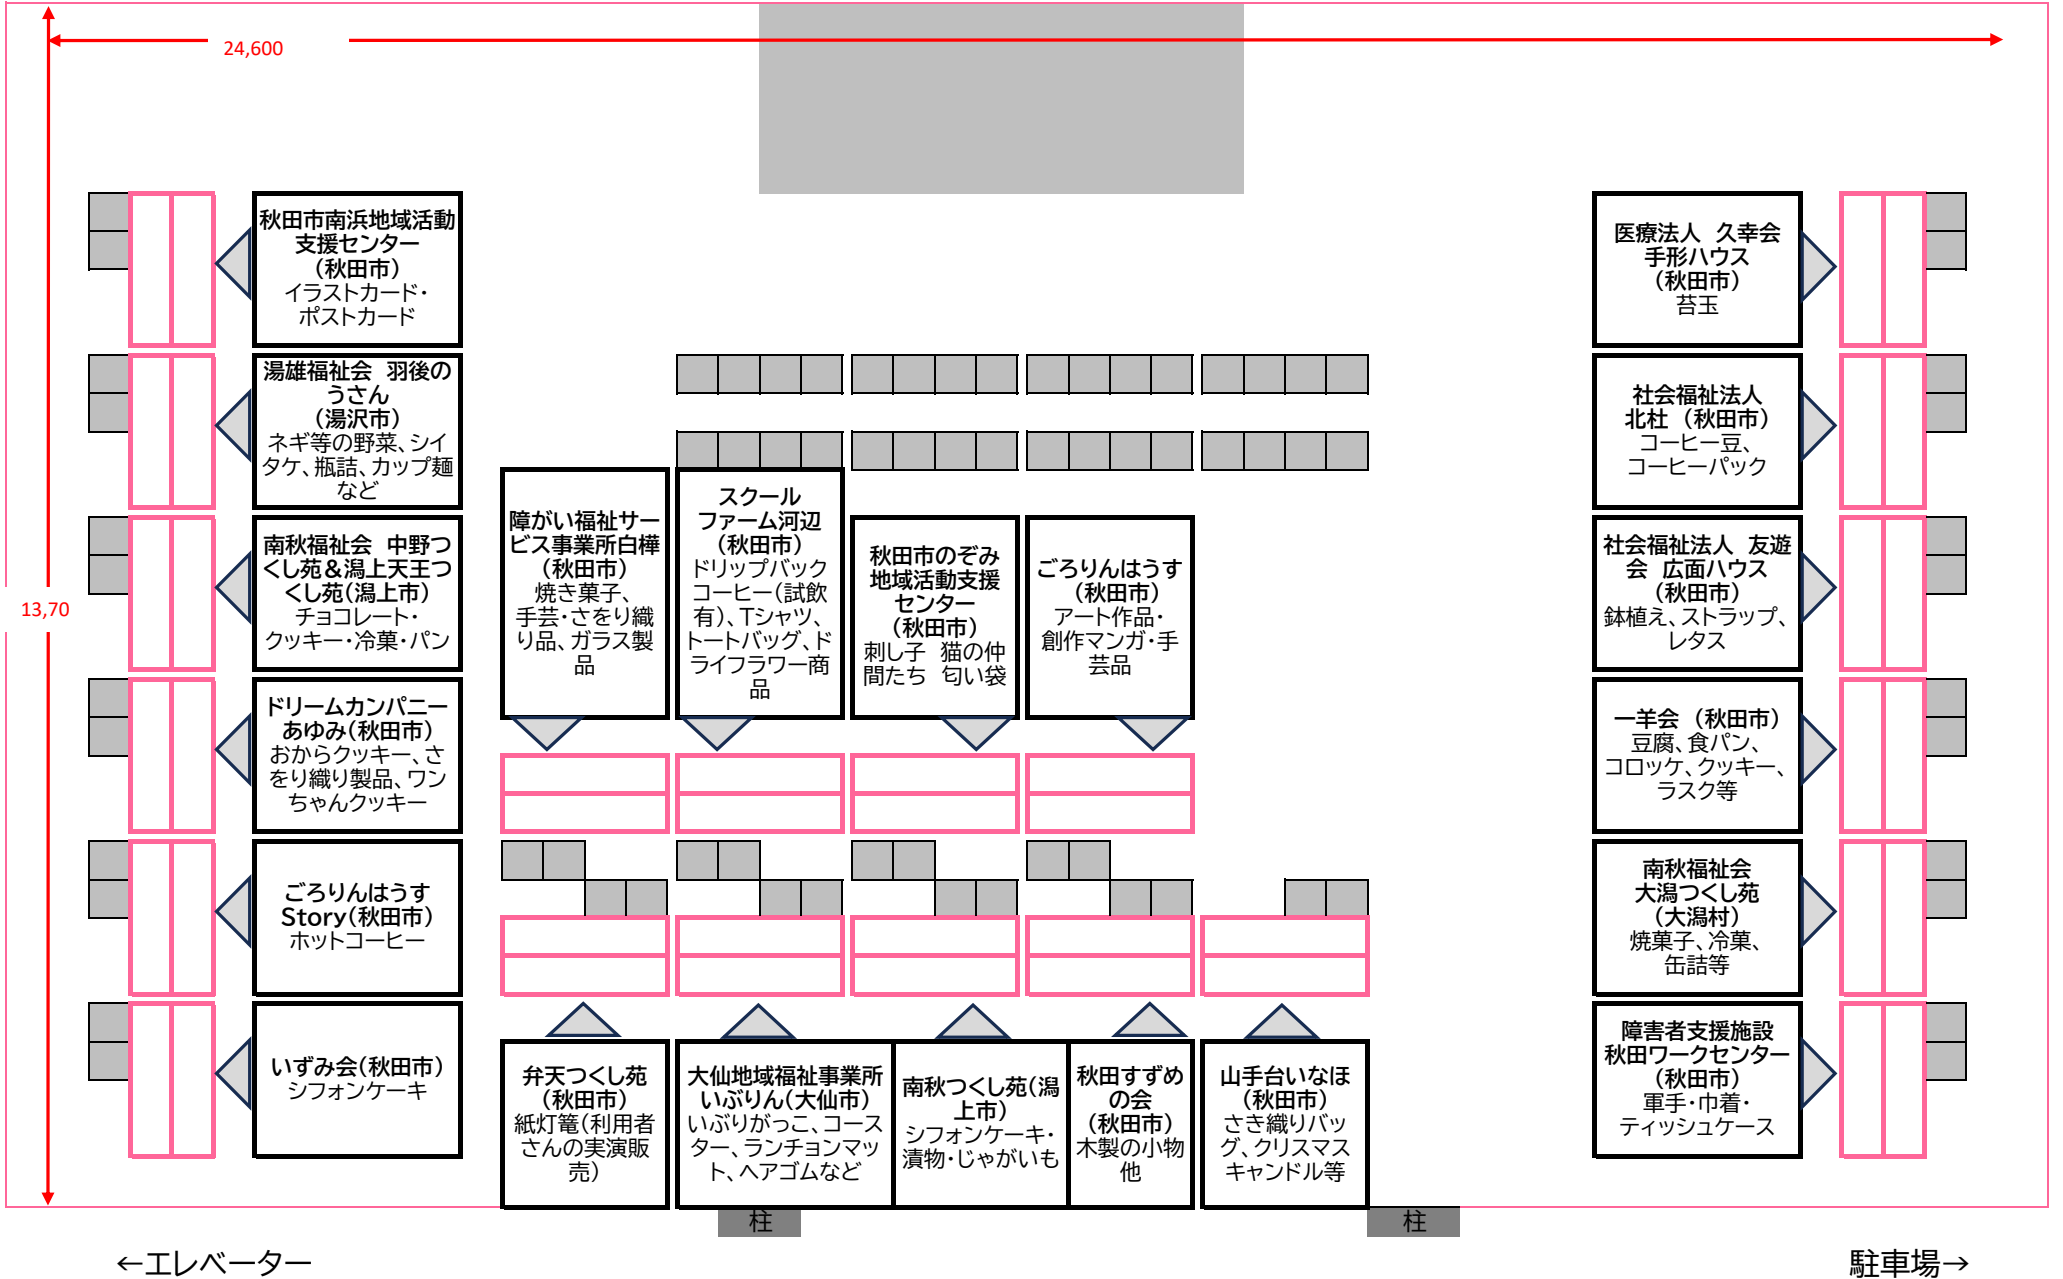 24,600
13,70
秋田市南浜地域活動
支援センター
（秋田市）
イラストカード・
ポストカード
湯雄福祉会　羽後の
うさん
（湯沢市）
ネギ等の野菜、シイ
タケ、瓶詰、カップ麺
など
南秋福祉会　中野つ
くし苑＆潟上天王つ
くし苑(潟上市）
チョコレート・
クッキー・冷菓・パン
ドリームカンパニー
あゆみ(秋田市）
おからクッキー、さ
をり織り製品、ワン
ちゃんクッキー
ごろりんはうす
Story(秋田市）
ホットコーヒー
いずみ会(秋田市）
シフォンケーキ
障がい福祉サー
ビス事業所白樺
（秋田市）
焼き菓子、
手芸・さをり織
り品、ガラス製
品
スクール
ファーム河辺
（秋田市）
ドリップバック
コーヒー（試飲
有）、Tシャツ、
トートバッグ、ド
ライフラワー商
品
秋田市のぞみ
地域活動支援
センター
（秋田市）
刺し子　猫の仲
間たち　匂い袋
ごろりんはうす
（秋田市）
アート作品・
創作マンガ・手
芸品
弁天つくし苑
（秋田市）
紙灯篭(利用者
さんの実演販
売）
大仙地域福祉事業所
いぶりん(大仙市）
いぶりがっこ、コース
ター、ランチョンマッ
ト、ヘアゴムなど
南秋つくし苑(潟
上市）
シフォンケーキ・
漬物・じゃがいも
秋田すずめ
の会
（秋田市）
木製の小物
他
山手台いなほ
（秋田市）
さき織りバッ
グ、クリスマス
キャンドル等
医療法人　久幸会
手形ハウス
（秋田市）
苔玉
社会福祉法人
北杜　（秋田市）
コーヒー豆、
コーヒーパック
社会福祉法人　友遊
会　広面ハウス
（秋田市）
鉢植え、ストラップ、
レタス
一羊会　（秋田市）
豆腐、食パン、
コロッケ、クッキー、
ラスク等
南秋福祉会
大潟つくし苑
（大潟村）
焼菓子、冷菓、
缶詰等
障害者支援施設
秋田ワークセンター
（秋田市）
軍手・巾着・
ティッシュケース
柱
柱
←エレベーター
駐車場→